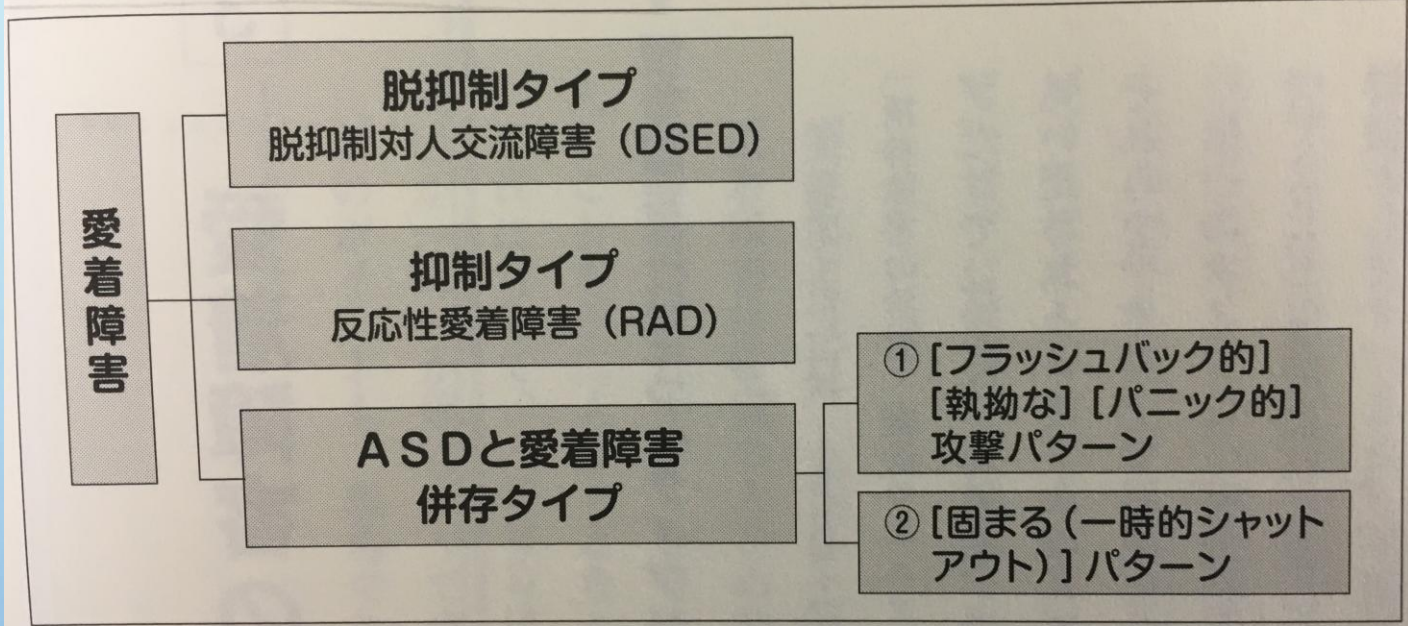 愛着障害
脱抑制タイプ
脱抑制対人交流障害（DSED）
抑制タイプ
反応性愛着障害（RAD）
ASDと愛着障害
併存タイプ
①［フラッシュバック的］
［執拗な］［パニック的］
攻撃パターン
②［固まる（一時的シャット
アウト）］パターン